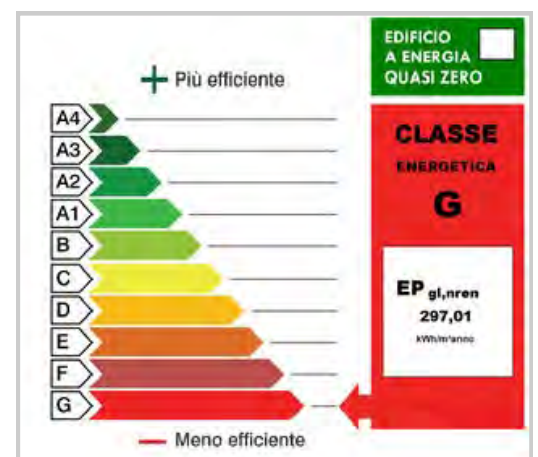 EDIFICIO
A ENERGIA
QUASI ZERO
Più efficiente
A4
A3
A2
A1
B
C
D
E
F
G
Meno efficiente
CLASSE
ENERGETICA
G
EP gl,nren
297,01
kWh/m²anno